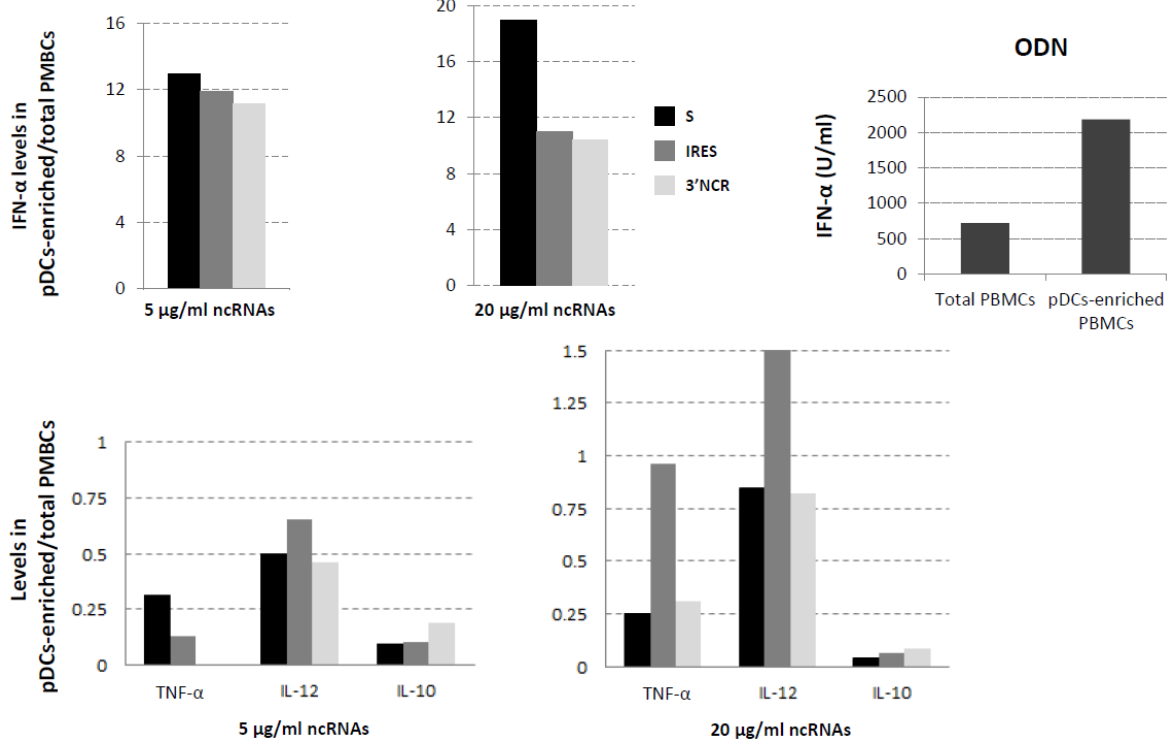 IFN-α levels in
pDCs-enriched/total PMBCs
16
12
8
4
0
5 µg/ml ncRNAs
20
16
12
8
4
0
20 µg/ml ncRNAs
S
IRES
3'NCR
ODN
IFN-α (U/ml)
2500
2000
1500
1000
500
0
Total PBMCs
pDCs-enriched
PBMCs
Levels in
pDCs-enriched/total PMBCs
1
0.75
0.5
0.25
0
TNF-α IL-12 IL-10
5 µg/ml ncRNAs
1.5
1.25
1
0.75
0.5
0.25
0
TNF-α IL-12 IL-10
20 µg/ml ncRNAs